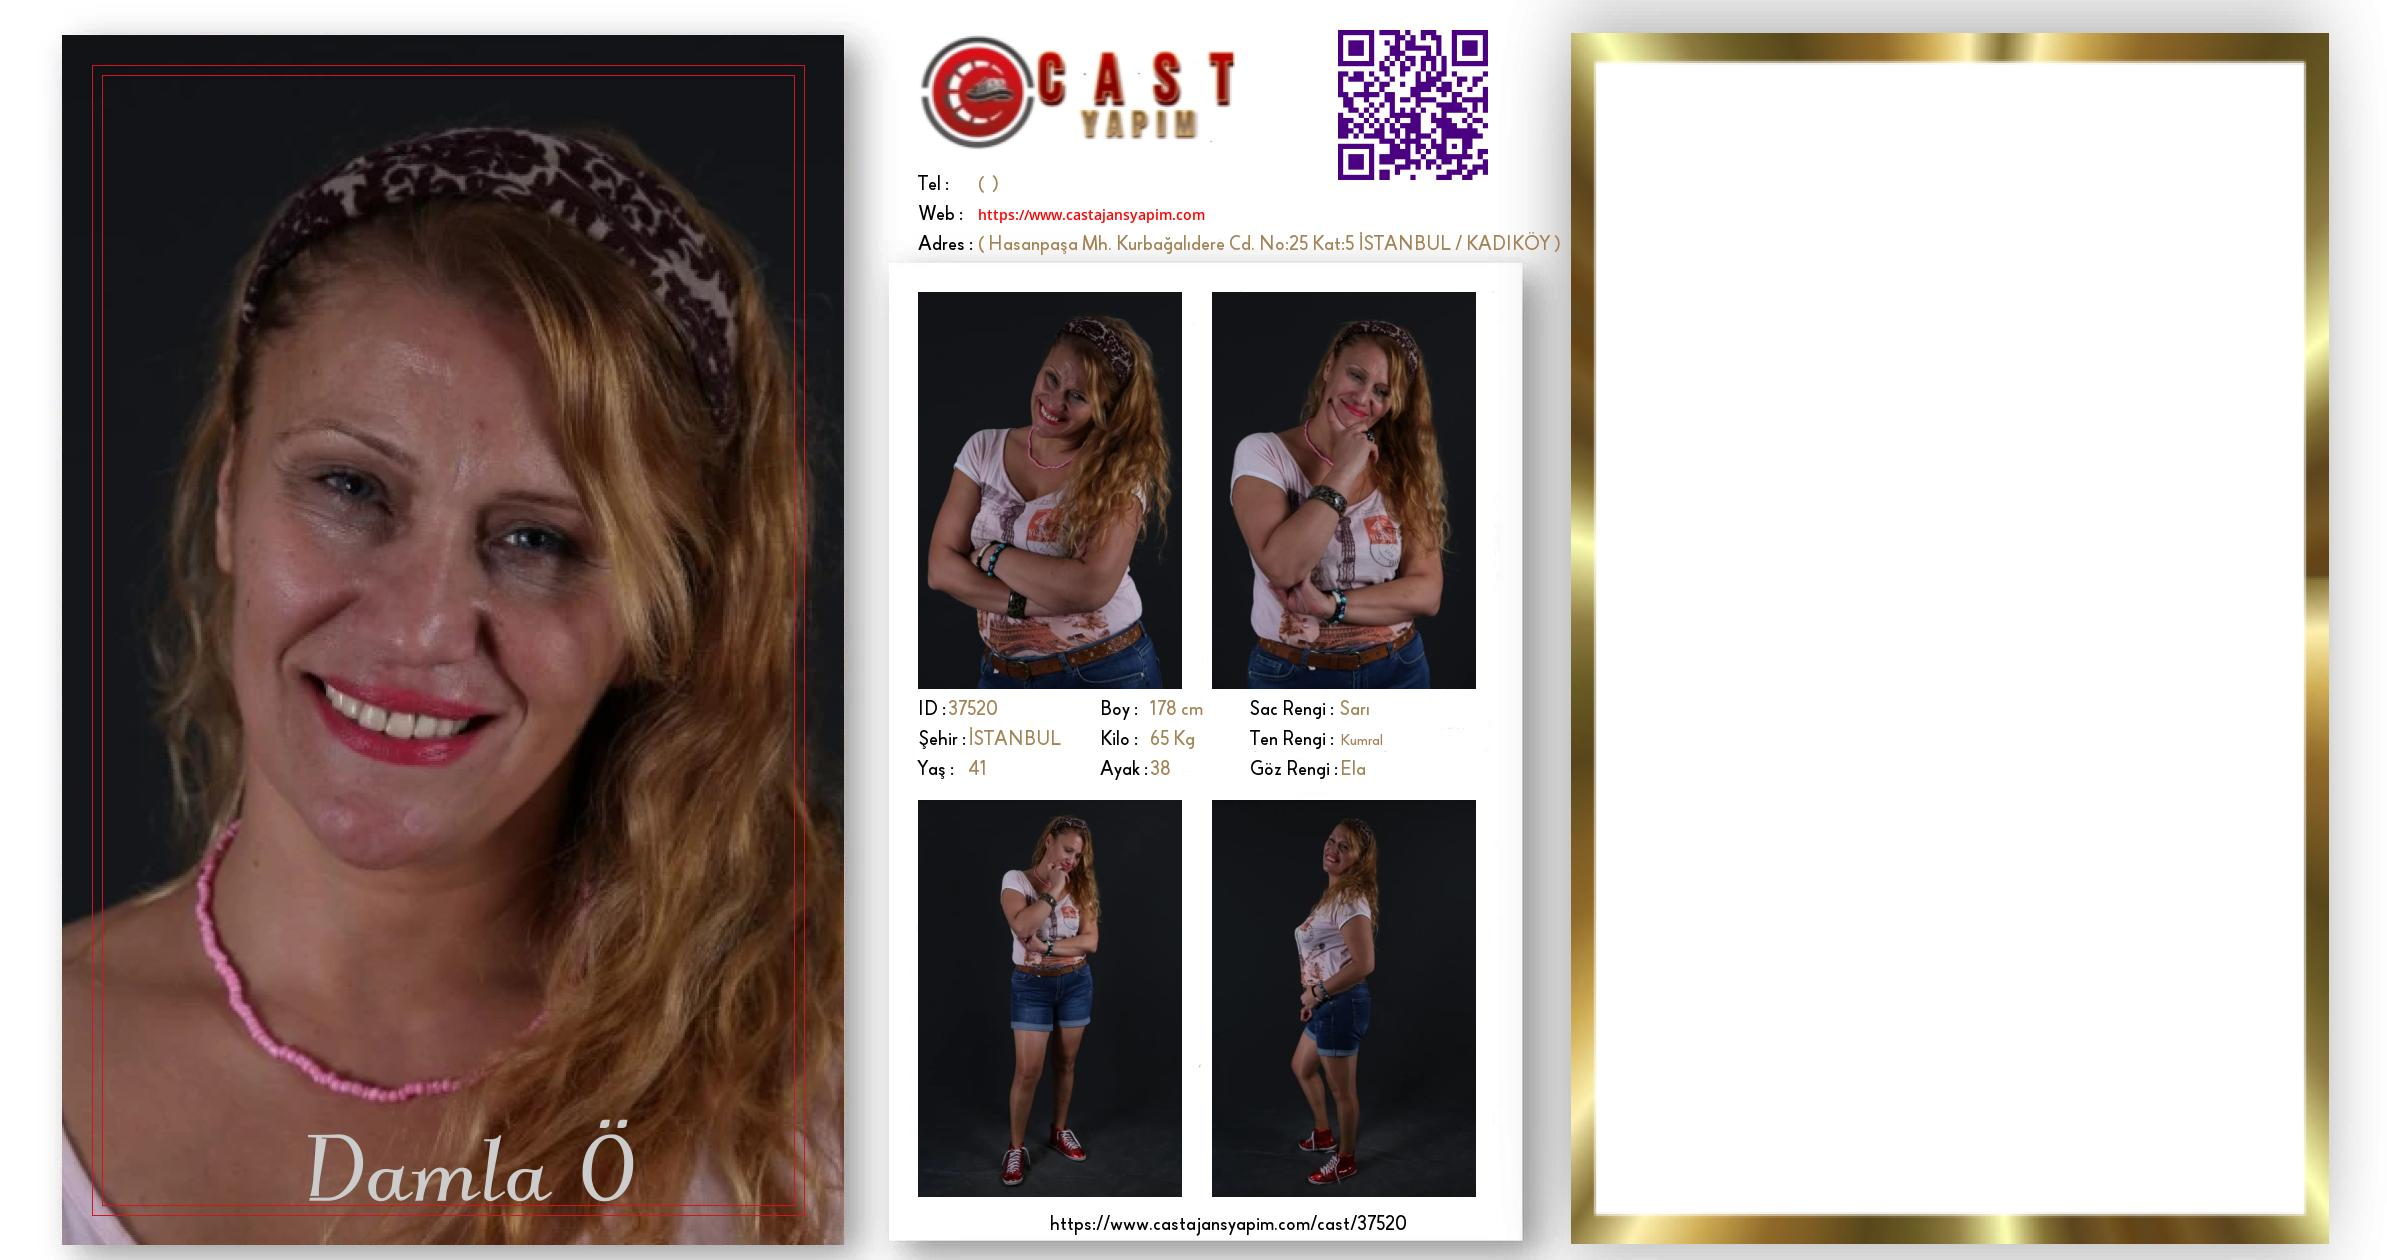 Damla Ö
CAST
YAPIM
Tel : ( )
Web : https://www.castajansyapim.com
Adres : ( Hasanpaşa Mh. Kurbağalıdere Cd. No:25 Kat:5 İSTANBUL / KADIKÖY )
ID : 37520 Boy : 178 cm Sac Rengi : Sarı
Şehir : İSTANBUL Kilo : 65 Kg Ten Rengi : Kumral
Yaş : 41 Ayak : 38 Göz Rengi : Ela
https://www.castajansyapim.com/cast/37520